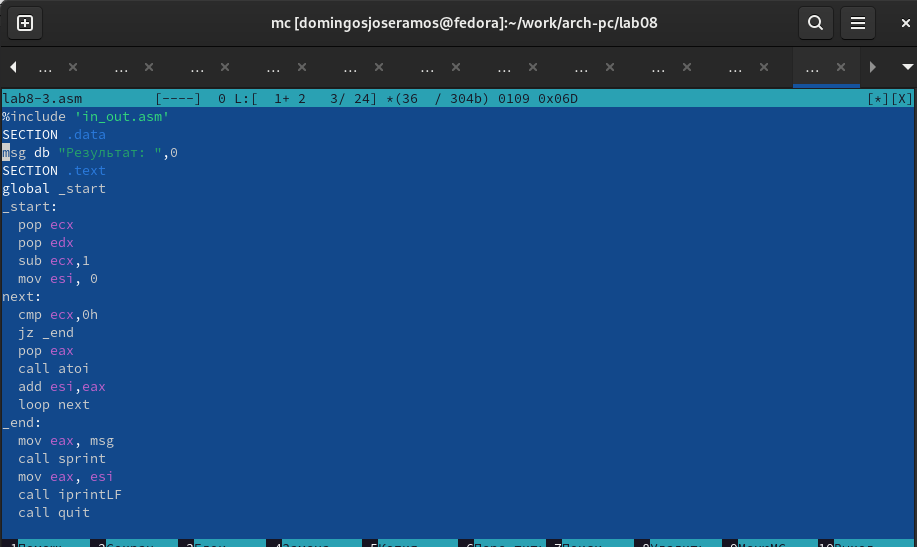 mc [domingosjoseramos@fedora]:~/work/arch-pc/lab08
... ... ... ... ... ... ... ... ... ... ...
lab8-3.asm [----] 0 L:[ 1+ 2 3/ 24] *(36 / 304b) 0109 0x06D [*][X]
%include 'in_out.asm'
SECTION .data
msg db "Результат: ",0
SECTION .text
global _start
_start:
pop ecx
pop edx
sub ecx,1
mov esi, 0
next:
cmp ecx,0h
jz _end
pop eax
call atoi
add esi,eax
loop next
_end:
mov eax, msg
call sprint
mov eax, esi
call iprintLF
call quit